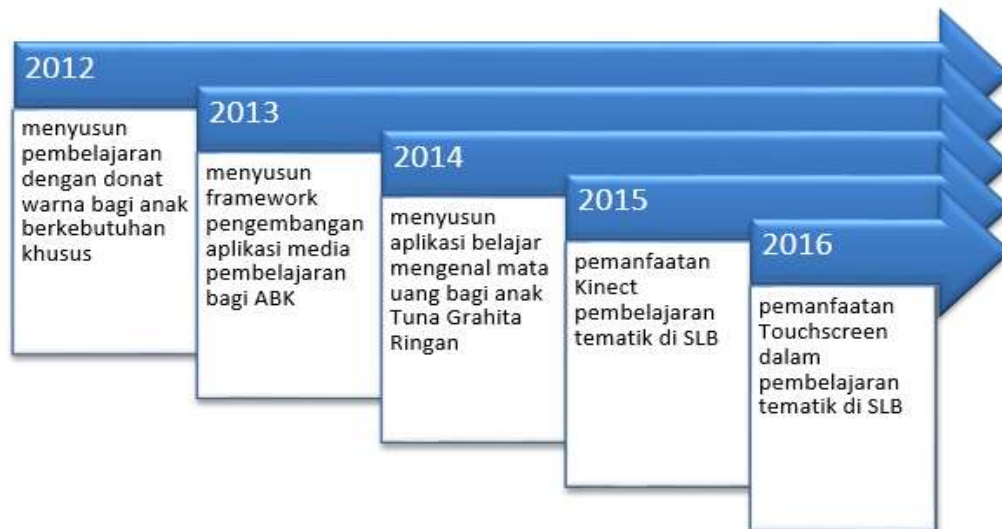 2012
menyusun
pembelajaran
dengan donat
warna bagi anak
berkebutuhan
khusus
2013
menyusun
framework
pengembangan
aplikasi media
pembelajaran
bagi ABK
2014
menyusun
aplikasi belajar
mengenal mata
uang bagi anak
Tuna Grahita
Ringan
2015
pemanfaatan
Kinect
pembelajaran
tematik di SLB
2016
pemanfaatan
Touchscreen
dalam
pembelajaran
tematik di SLB